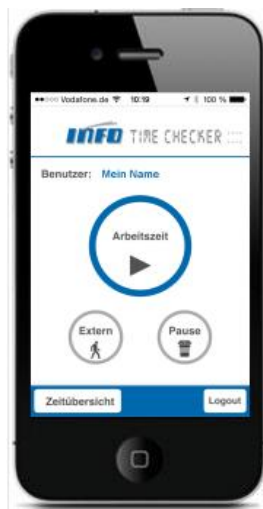 Vodafone.de 10:19 100 %
INFO TIME CHECKER
Benutzer: Mein Name
Arbeitszeit
Extern Pause
Zeitübersicht Logout